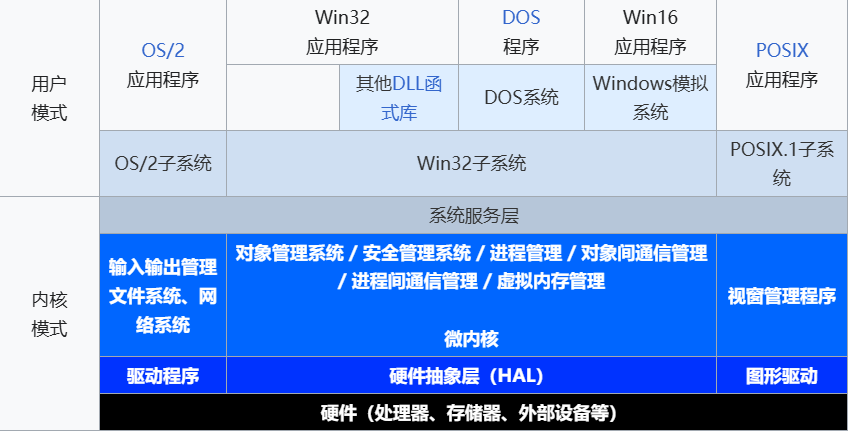 用户
模式
OS/2
应用程序
Win32
应用程序
DOS
程序
Win16
应用程序
POSIX
应用程序
其他DLL函
式库
DOS系统
Windows模拟
系统
OS/2子系统
Win32子系统
POSIX.1子系
统
内核
模式
系统服务层
输入输出管理
文件系统、网
络系统
对象管理系统 / 安全管理系统 / 进程管理 / 对象间通信管理
/ 进程间通信管理 / 虚拟内存管理
微内核
视窗管理程序
驱动程序
硬件抽象层（HAL）
图形驱动
硬件（处理器、存储器、外部设备等）